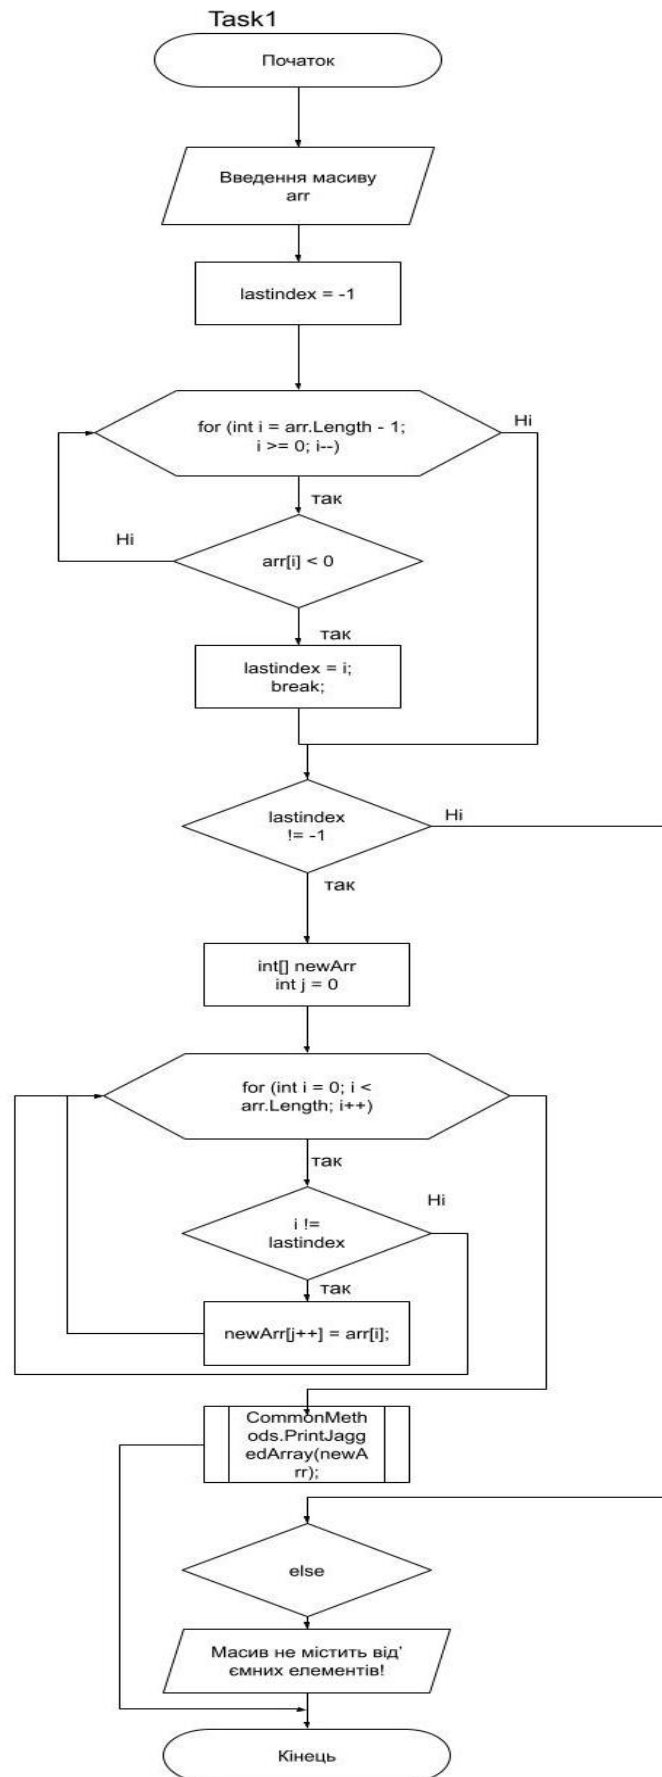 Task1
Початок
Введення масиву
arr
lastindex = -1
for (int i = arr.Length - 1;
i >= 0; i--)
Ні
так
Ні
arr[i] < 0
так
lastindex = i;
break;
lastindex
!= -1
Ні
так
int[] newArr
int j = 0
for (int i = 0; i <
arr.Length; i++)
так
Ні
i !=
lastindex
так
newArr[j++] = arr[i];
CommonMeth
ods.PrintJagg
edArray(newA
rr);
else
Масив не містить від'
ємних елементів!
Кінець